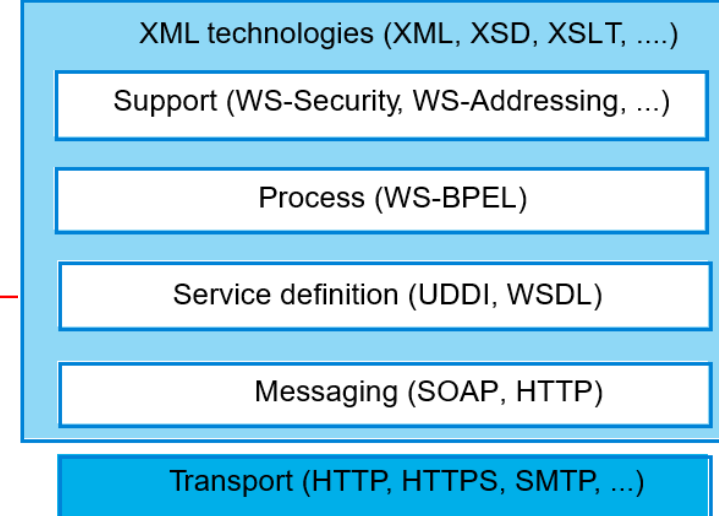 XML technologies (XML, XSD, XSLT, ....)
Support (WS-Security, WS-Addressing, ...)
Process (WS-BPEL)
Service definition (UDDI, WSDL)
Messaging (SOAP, HTTP)
Transport (HTTP, HTTPS, SMTP, ...)